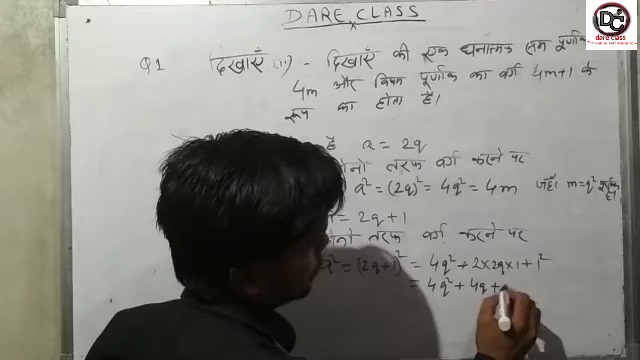 DARE CLASS
DC
dare class
Q1 दिखाएँ (ii) - दिखाएँ की एक धनात्मक सम पूर्णांक
4m और विषम पूर्णांक का वर्ग 4m+1 के
रूप का होता है।
है a = 2q
दोनो तरफ वर्ग करने पर
a² = (2q)² = 4q² = 4m जहाँ m=q² पूर्णांक है।
= 2q+1
दोनो तरफ वर्ग करने पर
a² = (2q+1)² = 4q² + 2×2q×1 + 1²
= 4q² + 4q +